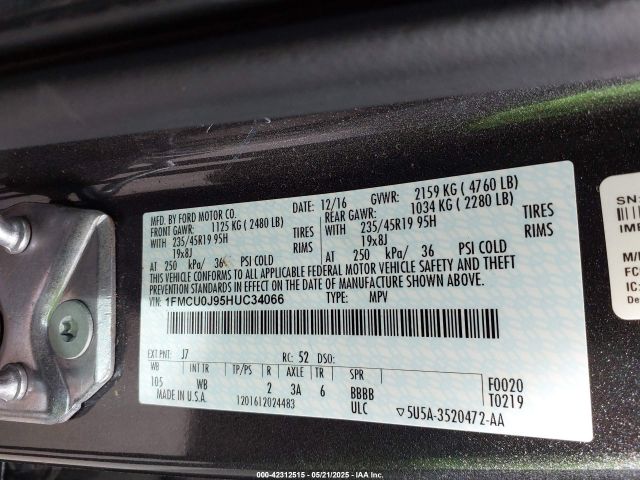 MFD. BY FORD MOTOR CO.
DATE: 12/16 GVWR: 2159 KG ( 4760 LB)
FRONT GAWR: 1125 KG ( 2480 LB) REAR GAWR: 1034 KG ( 2280 LB)
WITH 235/45R19 95H TIRES WITH 235/45R19 95H TIRES
19x8J RIMS 19x8J RIMS
AT 250 kPa/ 36 PSI COLD AT 250 kPa/ 36 PSI COLD
THIS VEHICLE CONFORMS TO ALL APPLICABLE FEDERAL MOTOR VEHICLE SAFETY AND BUMPER
STANDARDS IN EFFECT ON THE DATE OF MANUFACTURE SHOWN ABOVE.
VIN: 1FMCU0J95HUC34066 TYPE: MPV
EXT PNT: J7 RC: 52 DSO:
WB INT TR TP/PS R AXLE TR SPR F0020
105 WB 2 3A 6 BBBB T0219
MADE IN U.S.A. 1201612024483 ULC 5U5A-3520472-AA
SN:
IME
M/
FC
IC:
De
000-42312515 - 05/21/2025 - IAA, Inc.